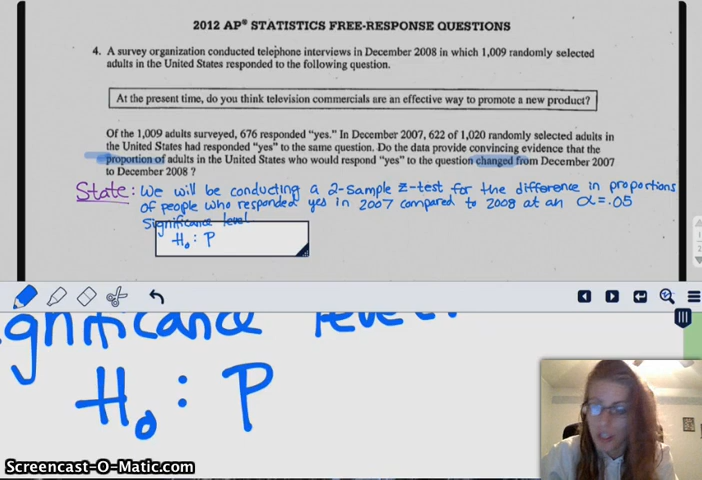 2012 AP® STATISTICS FREE-RESPONSE QUESTIONS
4. A survey organization conducted telephone interviews in December 2008 in which 1,009 randomly selected
adults in the United States responded to the following question.
At the present time, do you think television commercials are an effective way to promote a new product?
Of the 1,009 adults surveyed, 676 responded "yes." In December 2007, 622 of 1,020 randomly selected adults in
the United States had responded "yes" to the same question. Do the data provide convincing evidence that the
proportion of adults in the United States who would respond "yes" to the question changed from December 2007
to December 2008 ?
State: We will be conducting a 2-sample z-test for the difference in proportions
of people who responded yes in 2007 compared to 2008 at an α=.05
Significance level
H₀: P
gnificance level.
H₀: P
Screencast-O-Matic.com